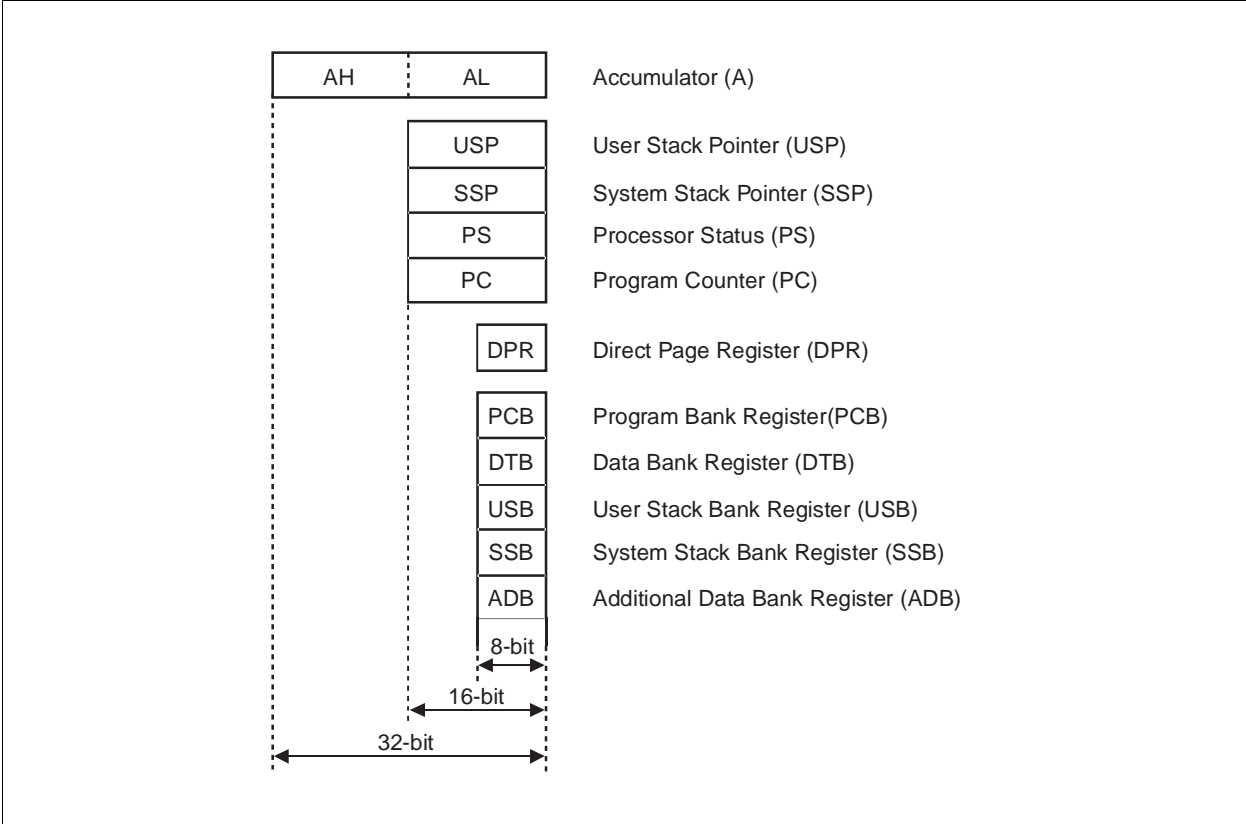 AH AL Accumulator (A)
USP User Stack Pointer (USP)
SSP System Stack Pointer (SSP)
PS Processor Status (PS)
PC Program Counter (PC)
DPR Direct Page Register (DPR)
PCB Program Bank Register(PCB)
DTB Data Bank Register (DTB)
USB User Stack Bank Register (USB)
SSB System Stack Bank Register (SSB)
ADB Additional Data Bank Register (ADB)
8-bit
16-bit
32-bit